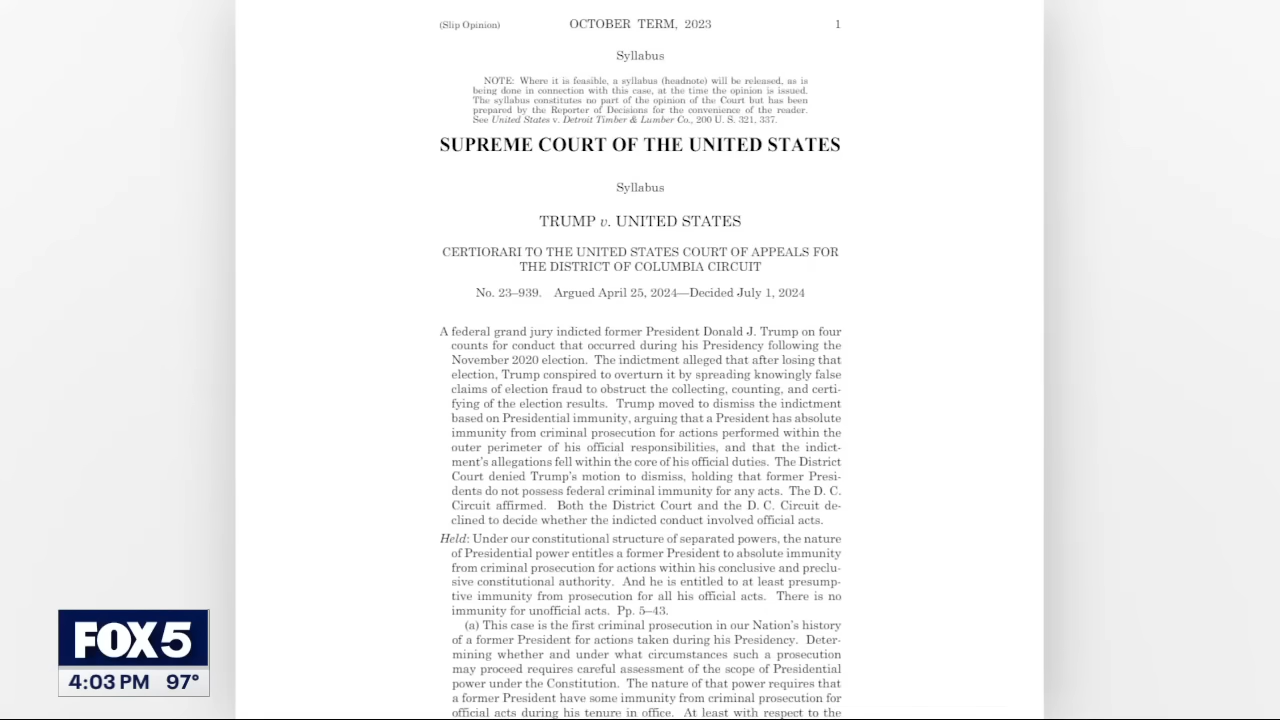 (Slip Opinion) OCTOBER TERM, 2023 1
Syllabus
NOTE: Where it is feasible, a syllabus (headnote) will be released, as is
being done in connection with this case, at the time the opinion is issued.
The syllabus constitutes no part of the opinion of the Court but has been
prepared by the Reporter of Decisions for the convenience of the reader.
See United States v. Detroit Timber & Lumber Co., 200 U. S. 321, 337.
SUPREME COURT OF THE UNITED STATES
Syllabus
TRUMP v. UNITED STATES
CERTIORARI TO THE UNITED STATES COURT OF APPEALS FOR
THE DISTRICT OF COLUMBIA CIRCUIT
No. 23–939. Argued April 25, 2024—Decided July 1, 2024
A federal grand jury indicted former President Donald J. Trump on four
counts for conduct that occurred during his Presidency following the
November 2020 election. The indictment alleged that after losing that
election, Trump conspired to overturn it by spreading knowingly false
claims of election fraud to obstruct the collecting, counting, and certi-
fying of the election results. Trump moved to dismiss the indictment
based on Presidential immunity, arguing that a President has absolute
immunity from criminal prosecution for actions performed within the
outer perimeter of his official responsibilities, and that the indict-
ment's allegations fell within the core of his official duties. The District
Court denied Trump's motion to dismiss, holding that former Presi-
dents do not possess federal criminal immunity for any acts. The D. C.
Circuit affirmed. Both the District Court and the D. C. Circuit de-
clined to decide whether the indicted conduct involved official acts.
Held: Under our constitutional structure of separated powers, the nature
of Presidential power entitles a former President to absolute immunity
from criminal prosecution for actions within his conclusive and preclu-
sive constitutional authority. And he is entitled to at least presump-
tive immunity from prosecution for all his official acts. There is no
immunity for unofficial acts. Pp. 5–43.
(a) This case is the first criminal prosecution in our Nation's history
of a former President for actions taken during his Presidency. Deter-
mining whether and under what circumstances such a prosecution
may proceed requires careful assessment of the scope of Presidential
power under the Constitution. The nature of that power requires that
a former President have some immunity from criminal prosecution for
official acts during his tenure in office. At least with respect to the
FOX 5
4:03 PM 97°